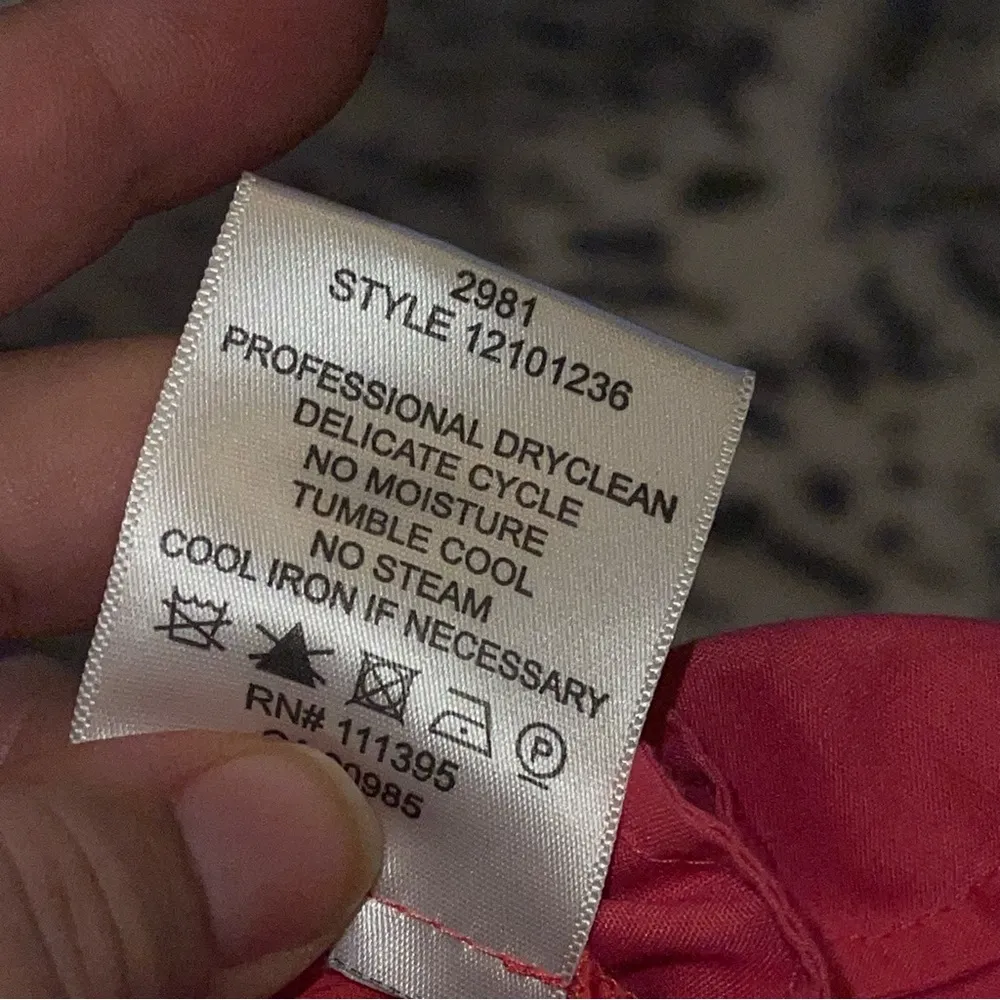 2981
STYLE 12101236
PROFESSIONAL DRYCLEAN
DELICATE CYCLE
NO MOISTURE
TUMBLE COOL
NO STEAM
COOL IRON IF NECESSARY
P
RN# 111395